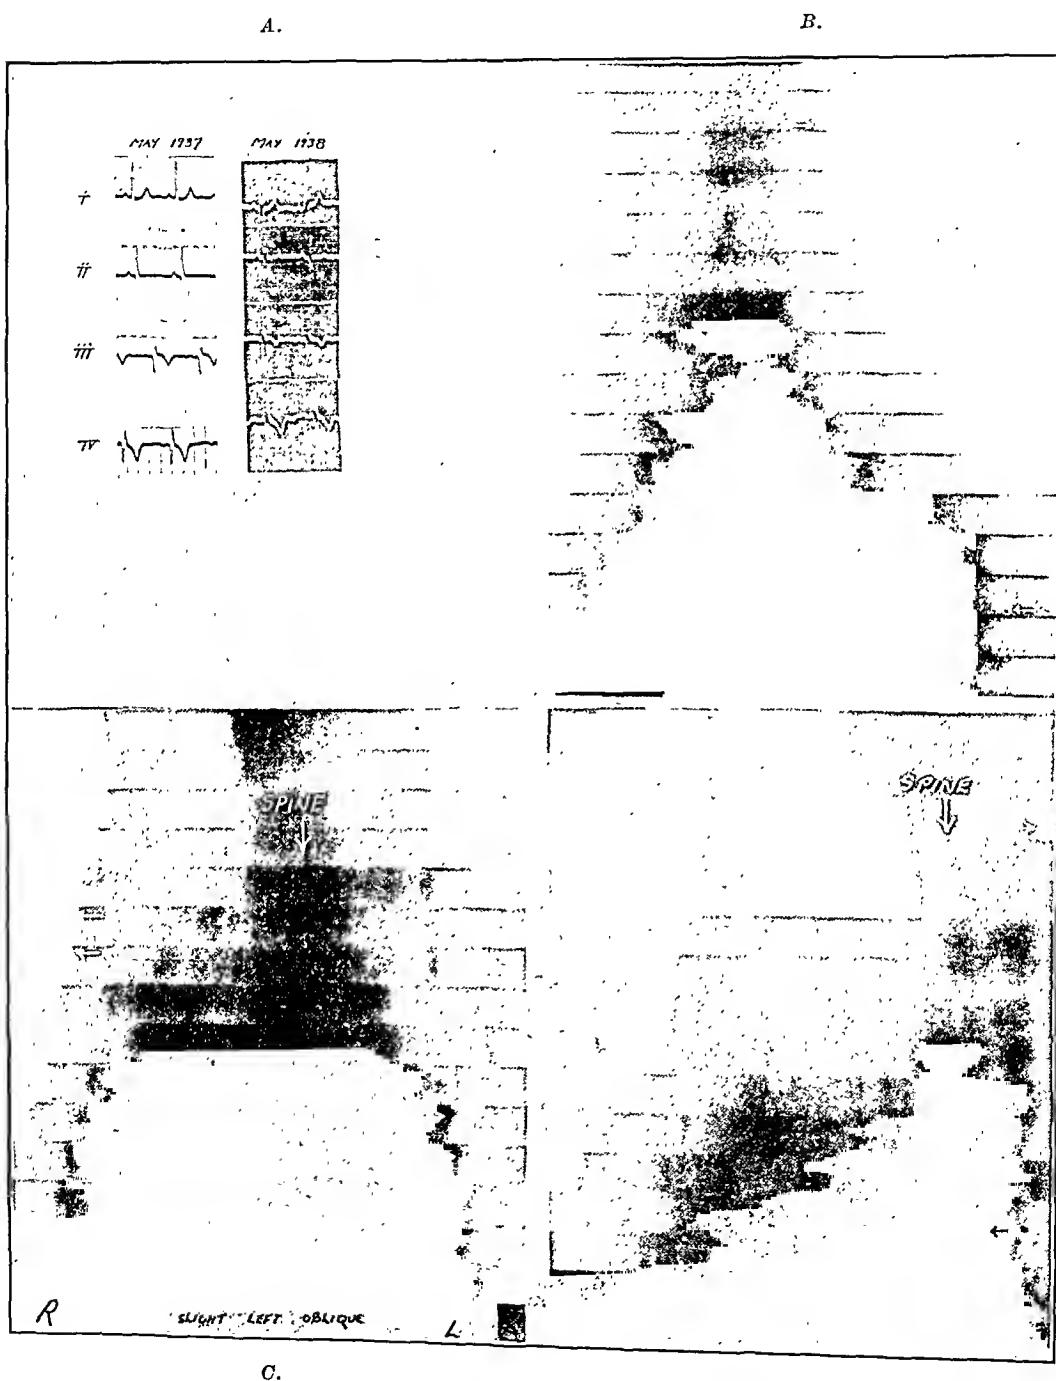 A.
B.
MAY 1937 MAY 1938
I
II
III
IV
SPINE
SPINE
R
SLIGHT LEFT OBLIQUE
L
C.